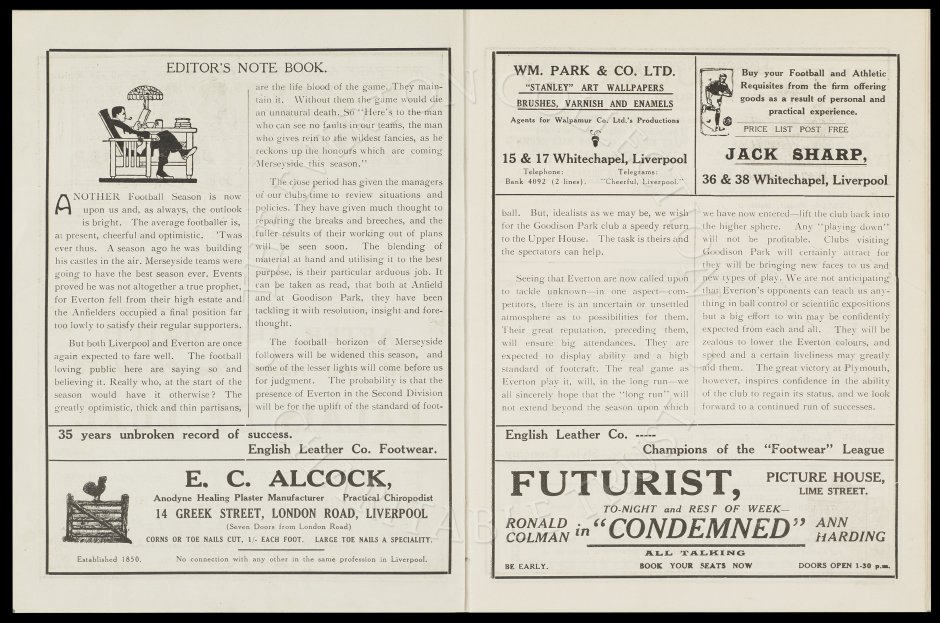 EDITOR'S NOTE BOOK.
ANOTHER Football Season is now
upon us and, as always, the outlook
is bright. The average footballer is,
at present, cheerful and optimistic. 'Twas
ever thus. A season ago he was building
his castles in the air. Merseyside teams were
going to have the best season ever. Events
proved he was not altogether a true prophet,
for Everton fell from their high estate and
the Anfielders occupied a final position far
too lowly to satisfy their regular supporters.
But both Liverpool and Everton are once
again expected to fare well. The football
loving public here are saying so and
believing it. Really who, at the start of the
season would have it otherwise? The
greatly optimistic, thick and thin partisans,
are the life blood of the game. They main-
tain it. Without them the game would die
an unnatural death. So "Here's to the man
who can see no faults in our teams, the man
who gives rein to the wildest fancies, as he
reckons up the honours which are coming
Merseyside this season."
The close period has given the managers
of our clubs time to review situations and
policies. They have given much thought to
repairing the breaks and breeches, and the
fuller results of their working out of plans
will be seen soon. The blending of
material at hand and utilising it to the best
purpose, is their particular arduous job. It
can be taken as read, that both at Anfield
and at Goodison Park, they have been
tackling it with resolution, insight and fore-
thought.
The football horizon of Merseyside
followers will be widened this season, and
some of the lesser lights will come before us
for judgment. The probability is that the
presence of Everton in the Second Division
will be for the uplift of the standard of foot-
35 years unbroken record of success.
English Leather Co. Footwear.
E. C. ALCOCK,
Anodyne Healing Plaster Manufacturer Practical Chiropodist
14 GREEK STREET, LONDON ROAD, LIVERPOOL
(Seven Doors from London Road)
CORNS OR TOE NAILS CUT, 1/- EACH FOOT. LARGE TOE NAILS A SPECIALITY.
Established 1850. No connection with any other in the same profession in Liverpool.
WM. PARK & CO. LTD.
"STANLEY" ART WALLPAPERS
BRUSHES, VARNISH AND ENAMELS
Agents for Walpamur Co. Ltd.'s Productions
15 & 17 Whitechapel, Liverpool
Telephone: Telegrams:
Bank 4092 (2 lines). "Cheerful, Liverpool."
Buy your Football and Athletic
Requisites from the firm offering
goods as a result of personal and
practical experience.
PRICE LIST POST FREE
JACK SHARP,
36 & 38 Whitechapel, Liverpool
ball. But, idealists as we may be, we wish
for the Goodison Park club a speedy return
to the Upper House. The task is theirs and
the spectators can help.
Seeing that Everton are now called upon
to tackle unknown—in one aspect—com-
petitors, there is an uncertain or unsettled
atmosphere as to possibilities for them.
Their great reputation, preceding them,
will ensure big attendances. They are
expected to display ability and a high
standard of footcraft. The real game as
Everton play it, will, in the long run—we
all sincerely hope that the "long run" will
not extend beyond the season upon which
we have now entered—lift the club back into
the higher sphere. Any "playing down"
will not be profitable. Clubs visiting
Goodison Park will certainly attract for
they will be bringing new faces to us and
new types of play. We are not anticipating
that Everton's opponents can teach us any-
thing in ball control or scientific expositions
but a big effort to win may be confidently
expected from each and all. They will be
zealous to lower the Everton colours, and
speed and a certain liveliness may greatly
aid them. The great victory at Plymouth,
however, inspires confidence in the ability
of the club to regain its status, and we look
forward to a continued run of successes.
English Leather Co. -----
Champions of the "Footwear" League
FUTURIST, PICTURE HOUSE,
LIME STREET.
TO-NIGHT and REST OF WEEK—
RONALD COLMAN in "CONDEMNED" ANN HARDING
ALL TALKING
BE EARLY. BOOK YOUR SEATS NOW DOORS OPEN 1-30 p.m.